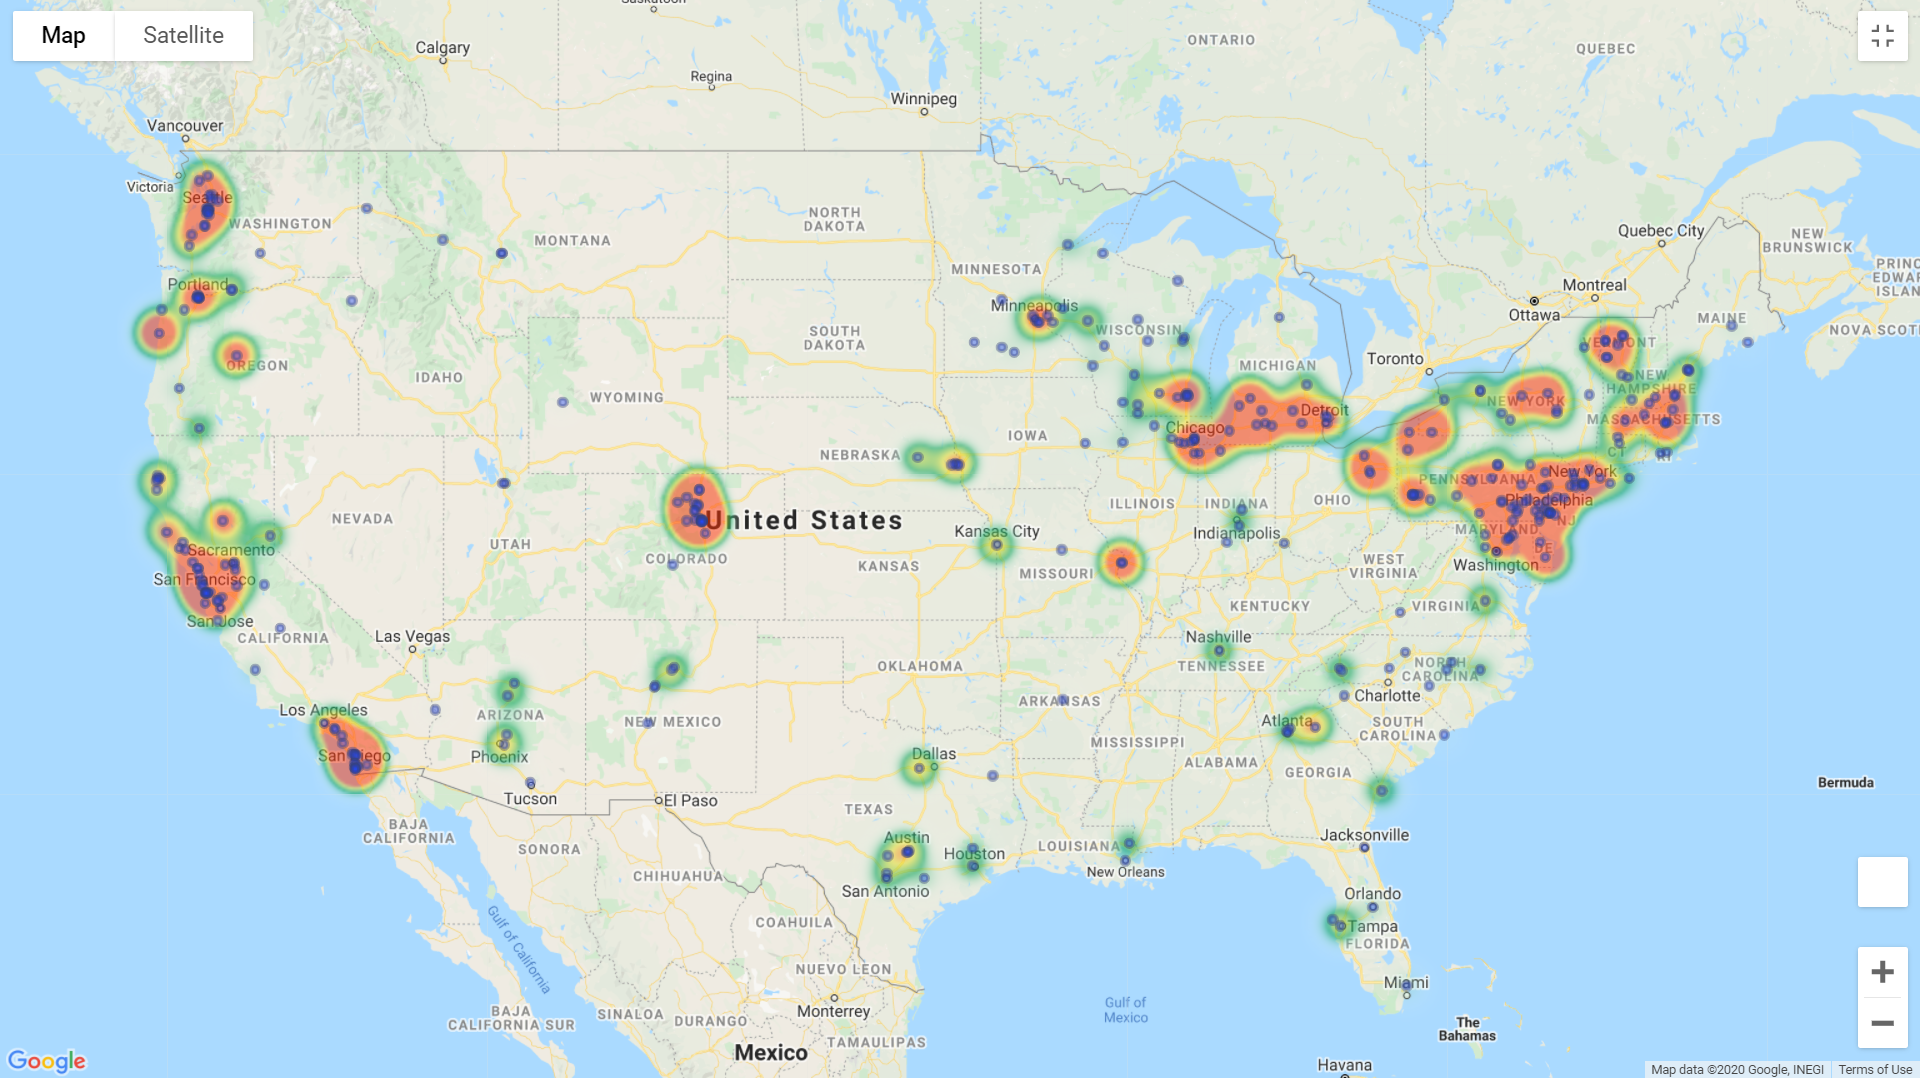 Map
Satellite
Saskatoon
Calgary
Regina
ONTARIO
QUEBEC
Winnipeg
Vancouver
Victoria
Seattle
WASHINGTON
MONTANA
NORTH
DAKOTA
Quebec City
NEW
BRUNSWICK
PRINC
EDWAR
ISLAN
MINNESOTA
Portland
Montreal
Minneapolis
Ottawa
MAINE
NOVA SCOTI
SOUTH
DAKOTA
WISCONSIN
VERMONT
Toronto
MICHIGAN
OREGON
IDAHO
WYOMING
NEW
HAMPSHIRE
NEW YORK
Detroit
MASSACHUSETTS
Chicago
IOWA
NEBRASKA
CT
RI
New York
PENNSYLVANIA
OHIO
ILLINOIS
INDIANA
Philadelphia
NEVADA
United States
NJ
MARYLAND
Kansas City
Indianapolis
UTAH
Sacramento
DE
COLORADO
KANSAS
MISSOURI
WEST
VIRGINIA
Washington
San Francisco
KENTUCKY
VIRGINIA
San Jose
CALIFORNIA
Las Vegas
Nashville
TENNESSEE
OKLAHOMA
NORTH
CAROLINA
Charlotte
ARKANSAS
Los Angeles
ARIZONA
NEW MEXICO
Atlanta
SOUTH
CAROLINA
MISSISSIPPI
San Diego
Phoenix
Dallas
ALABAMA
GEORGIA
Bermuda
Tucson
El Paso
TEXAS
BAJA
CALIFORNIA
Austin
Jacksonville
SONORA
Houston
LOUISIANA
CHIHUAHUA
New Orleans
San Antonio
Orlando
COAHUILA
Tampa
FLORIDA
Gulf of California
NUEVO LEON
Miami
Gulf of
Mexico
BAJA
CALIFORNIA SUR
SINALOA
DURANGO
Monterrey
The
Bahamas
TAMAULIPAS
Mexico
Havana
Google
Map data ©2020 Google, INEGI
Terms of Use